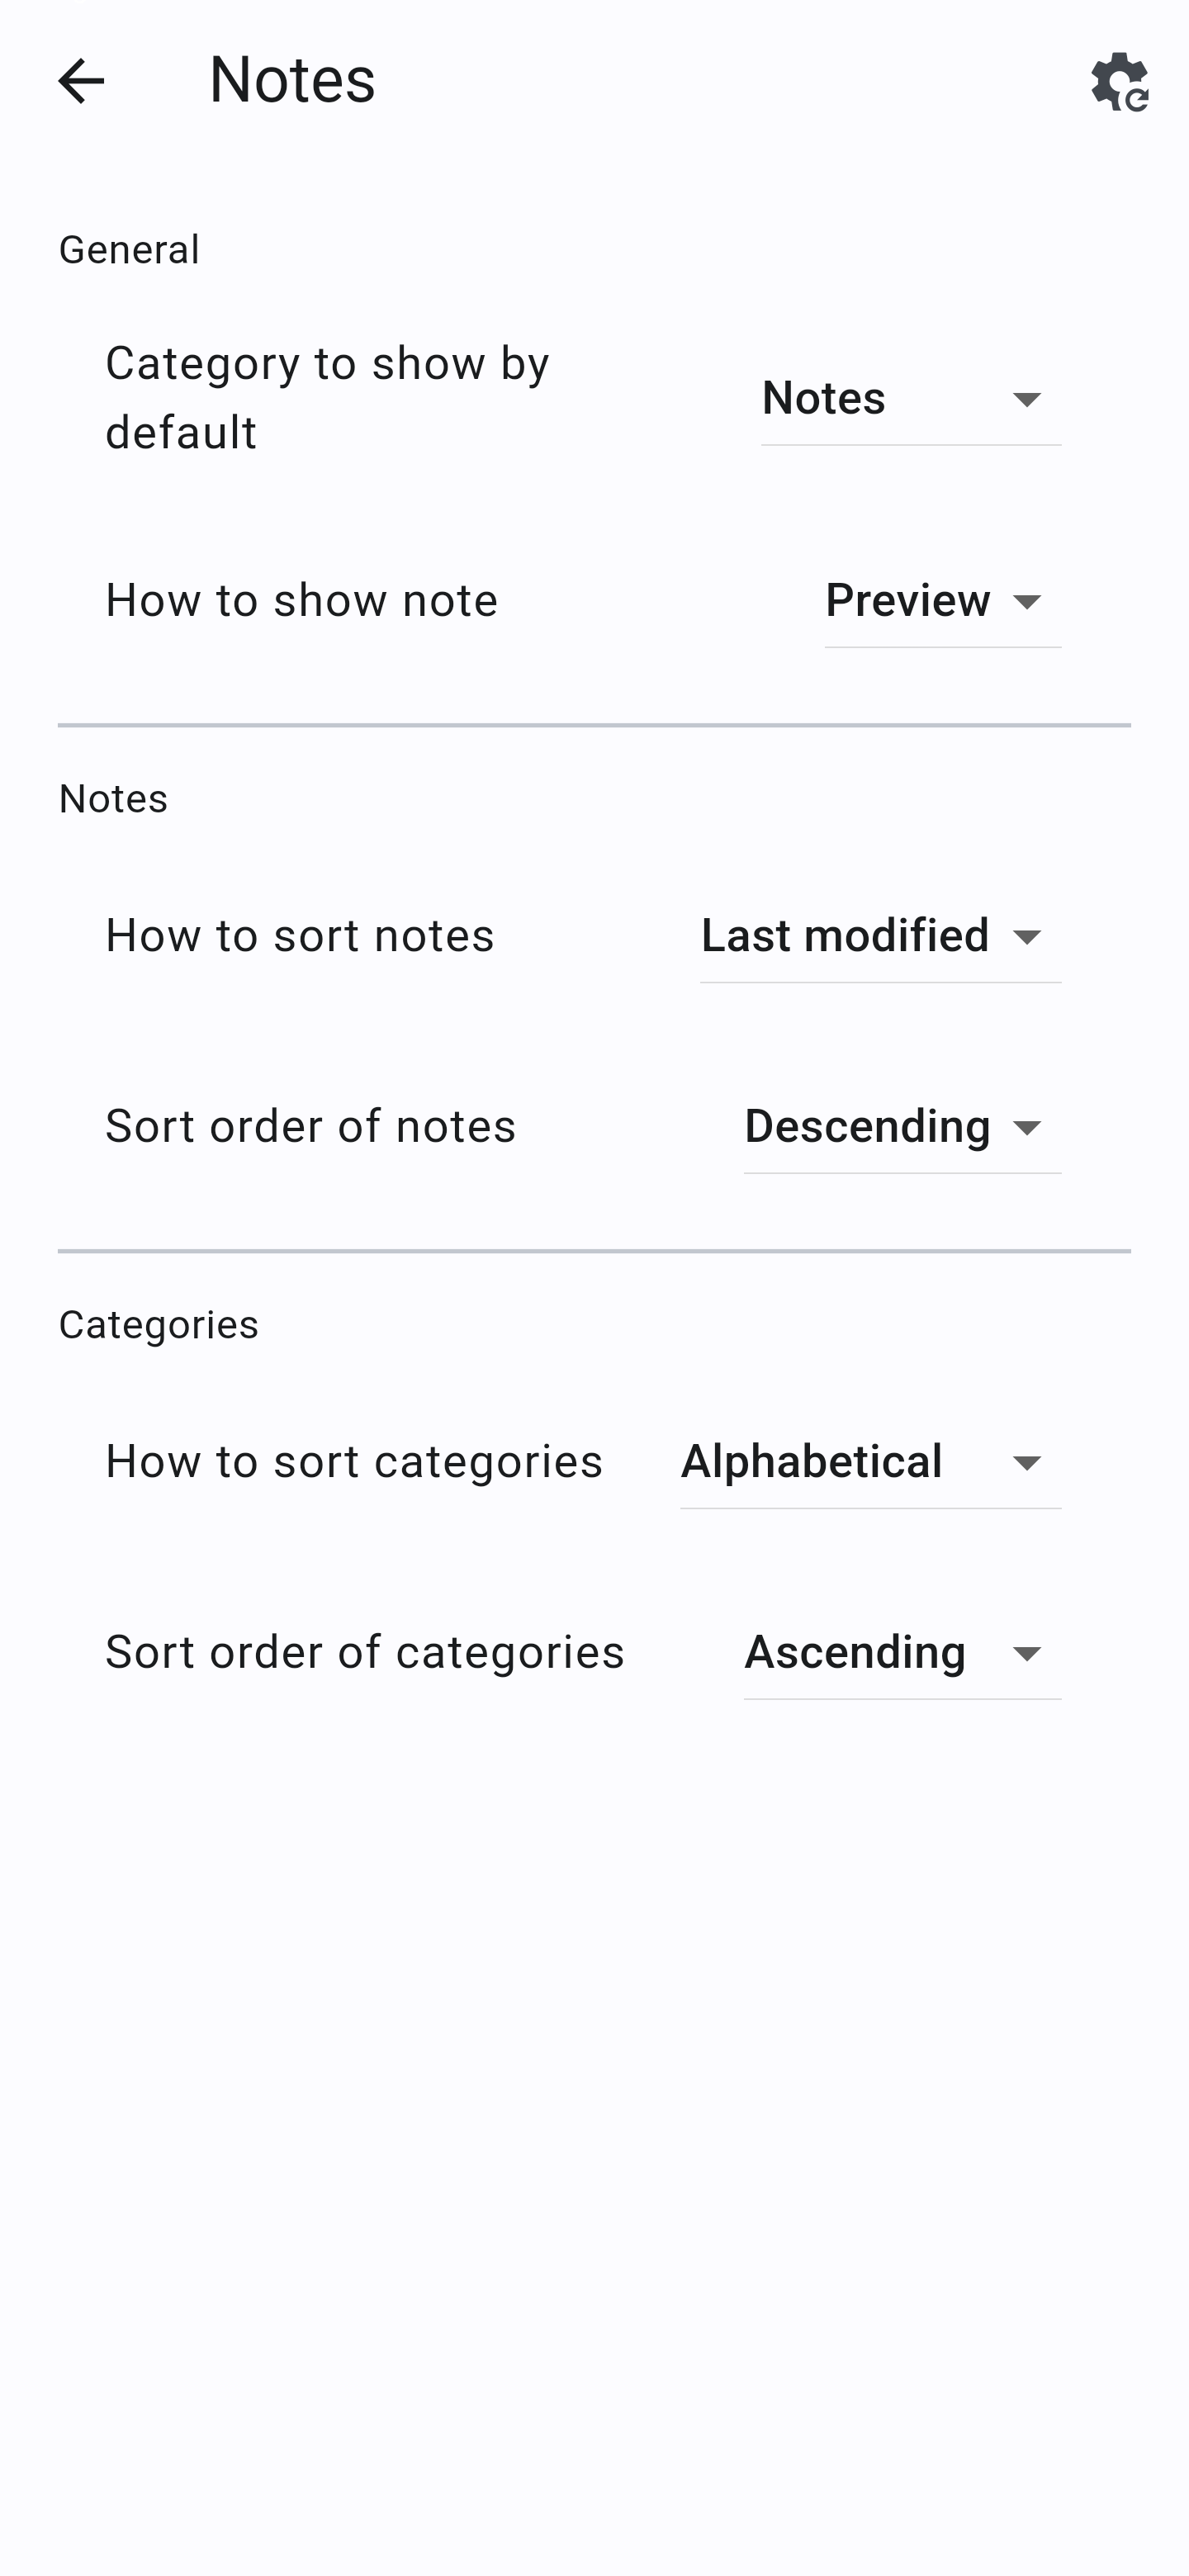 Notes
General
Category to show by
default
Notes
How to show note
Preview
Notes
How to sort notes
Last modified
Sort order of notes
Descending
Categories
How to sort categories
Alphabetical
Sort order of categories
Ascending